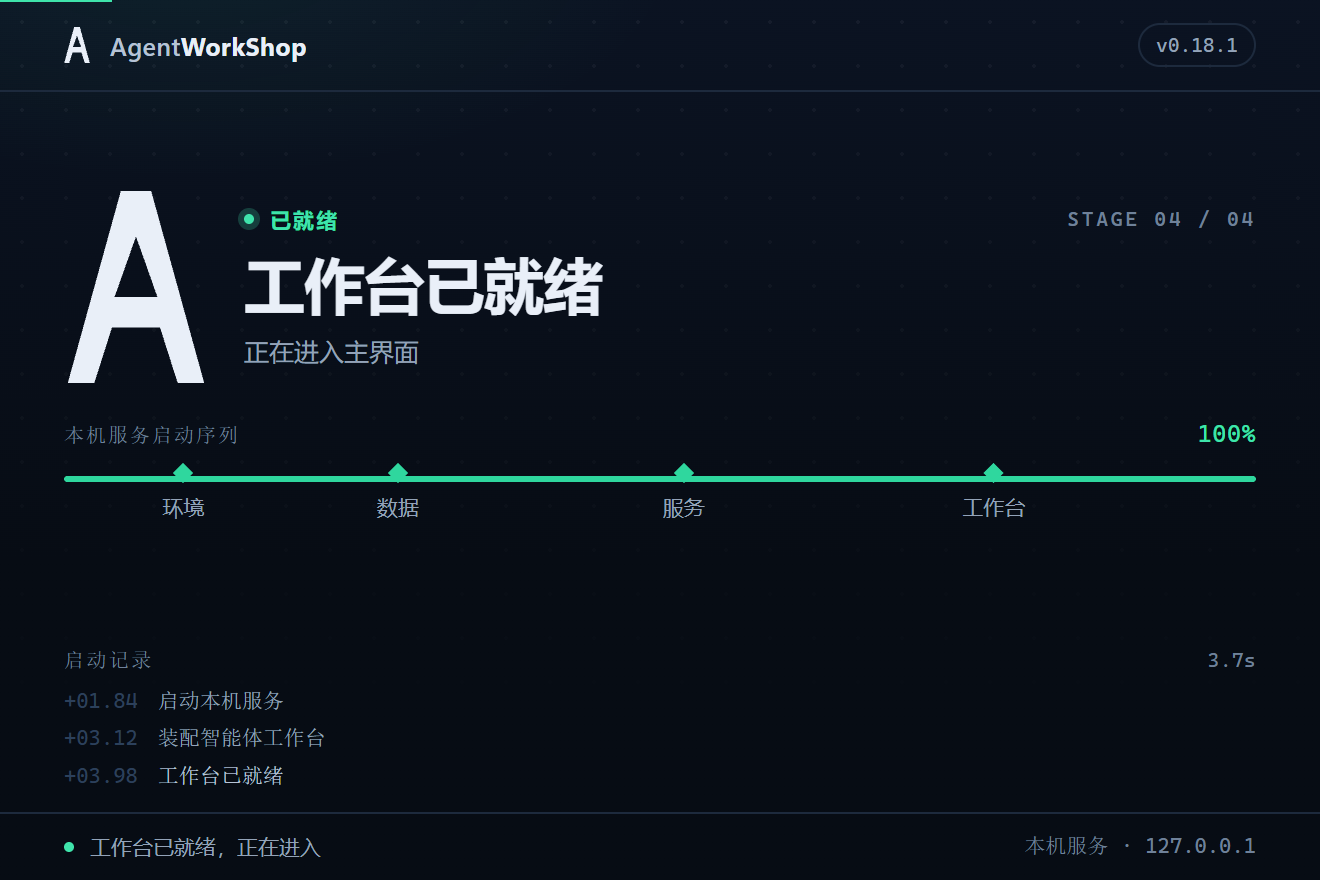 AgentWorkShop
v0.18.1
已就绪
STAGE 04 / 04
工作台已就绪
正在进入主界面
本机服务启动序列
100%
环境
数据
服务
工作台
启动记录
3.7s
+01.84 启动本机服务
+03.12 装配智能体工作台
+03.98 工作台已就绪
工作台已就绪，正在进入
本机服务 · 127.0.0.1